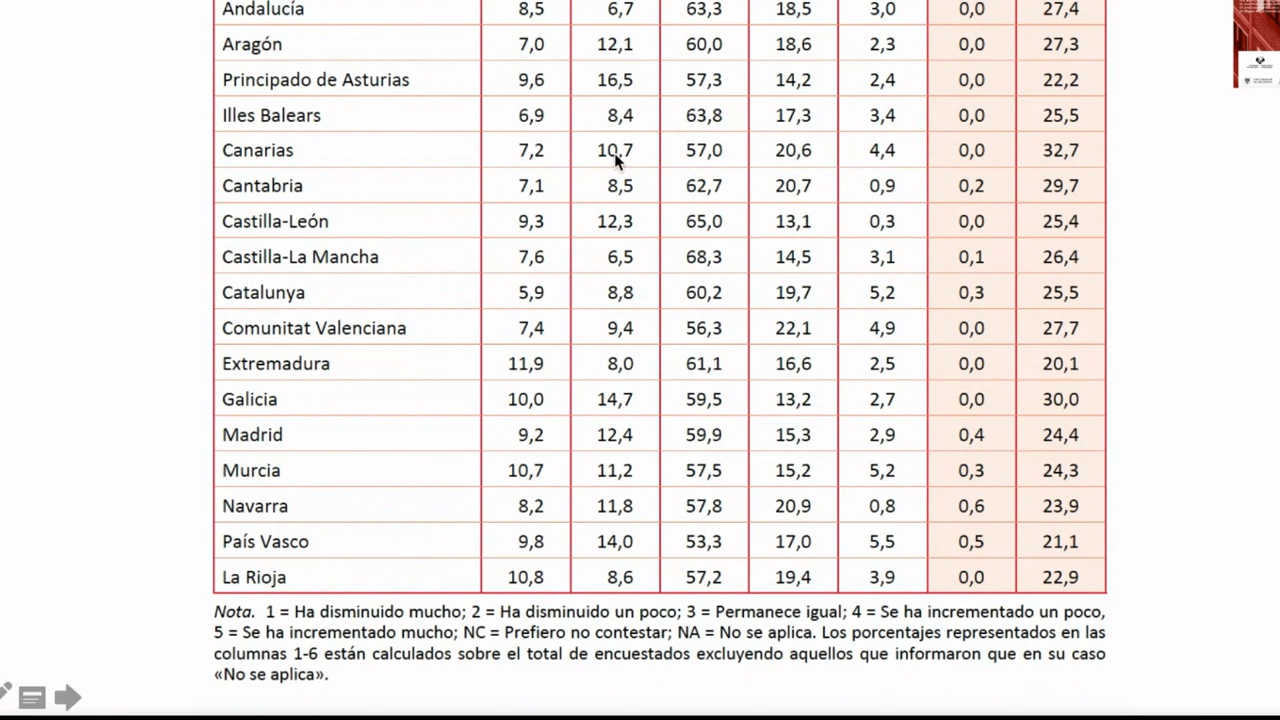 Andalucía 8,5 6,7 63,3 18,5 3,0 0,0 27,4
Aragón 7,0 12,1 60,0 18,6 2,3 0,0 27,3
Principado de Asturias 9,6 16,5 57,3 14,2 2,4 0,0 22,2
Illes Balears 6,9 8,4 63,8 17,3 3,4 0,0 25,5
Canarias 7,2 10,7 57,0 20,6 4,4 0,0 32,7
Cantabria 7,1 8,5 62,7 20,7 0,9 0,2 29,7
Castilla-León 9,3 12,3 65,0 13,1 0,3 0,0 25,4
Castilla-La Mancha 7,6 6,5 68,3 14,5 3,1 0,1 26,4
Catalunya 5,9 8,8 60,2 19,7 5,2 0,3 25,5
Comunitat Valenciana 7,4 9,4 56,3 22,1 4,9 0,0 27,7
Extremadura 11,9 8,0 61,1 16,6 2,5 0,0 20,1
Galicia 10,0 14,7 59,5 13,2 2,7 0,0 30,0
Madrid 9,2 12,4 59,9 15,3 2,9 0,4 24,4
Murcia 10,7 11,2 57,5 15,2 5,2 0,3 24,3
Navarra 8,2 11,8 57,8 20,9 0,8 0,6 23,9
País Vasco 9,8 14,0 53,3 17,0 5,5 0,5 21,1
La Rioja 10,8 8,6 57,2 19,4 3,9 0,0 22,9
Nota. 1 = Ha disminuido mucho; 2 = Ha disminuido un poco; 3 = Permanece igual; 4 = Se ha incrementado un poco,
5 = Se ha incrementado mucho; NC = Prefiero no contestar; NA = No se aplica. Los porcentajes representados en las
columnas 1-6 están calculados sobre el total de encuestados excluyendo aquellos que informaron que en su caso
«No se aplica».